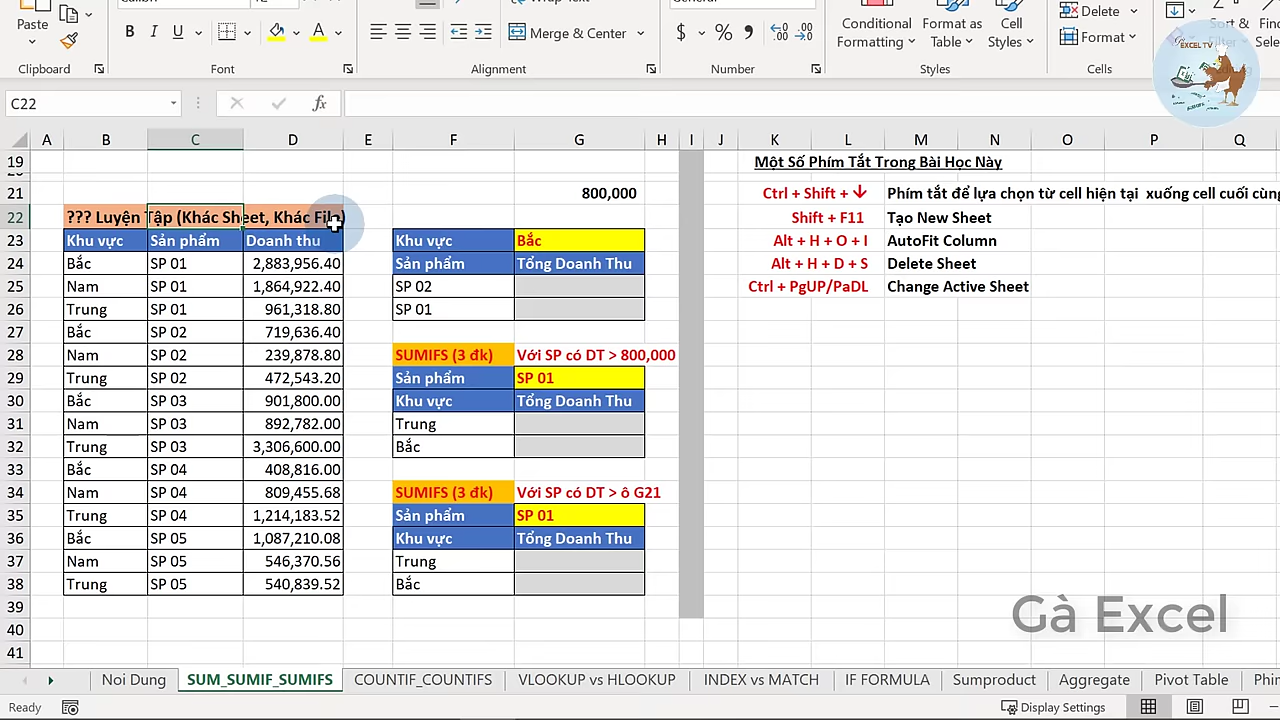 Paste
B I U
Wrap Text
Merge & Center
General
$ %
Conditional Formatting
Format as Table
Cell Styles
Delete
Format
Clipboard
Font
Alignment
Number
Styles
Cells
EXCEL TV
C22
fx
A B C D E F G H I J K L M N O P Q
19 Một Số Phím Tắt Trong Bài Học Này
21 800,000 Ctrl + Shift + ↓ Phím tắt để lựa chọn từ cell hiện tại xuống cell cuối cùng
22 ??? Luyện Tập (Khác Sheet, Khác File) Shift + F11 Tạo New Sheet
23 Khu vực Sản phẩm Doanh thu Khu vực Bắc Alt + H + O + I AutoFit Column
24 Bắc SP 01 2,883,956.40 Sản phẩm Tổng Doanh Thu Alt + H + D + S Delete Sheet
25 Nam SP 01 1,864,922.40 SP 02 Ctrl + PgUP/PaDL Change Active Sheet
26 Trung SP 01 961,318.80 SP 01
27 Bắc SP 02 719,636.40
28 Nam SP 02 239,878.80 SUMIFS (3 đk) Với SP có DT > 800,000
29 Trung SP 02 472,543.20 Sản phẩm SP 01
30 Bắc SP 03 901,800.00 Khu vực Tổng Doanh Thu
31 Nam SP 03 892,782.00 Trung
32 Trung SP 03 3,306,600.00 Bắc
33 Bắc SP 04 408,816.00
34 Nam SP 04 809,455.68 SUMIFS (3 đk) Với SP có DT > ô G21
35 Trung SP 04 1,214,183.52 Sản phẩm SP 01
36 Bắc SP 05 1,087,210.08 Khu vực Tổng Doanh Thu
37 Nam SP 05 546,370.56 Trung
38 Trung SP 05 540,839.52 Bắc
39
40
41
Gà Excel
Noi Dung SUM_SUMIF_SUMIFS COUNTIF_COUNTIFS VLOOKUP vs HLOOKUP INDEX vs MATCH IF FORMULA Sumproduct Aggregate Pivot Table
Ready
Display Settings